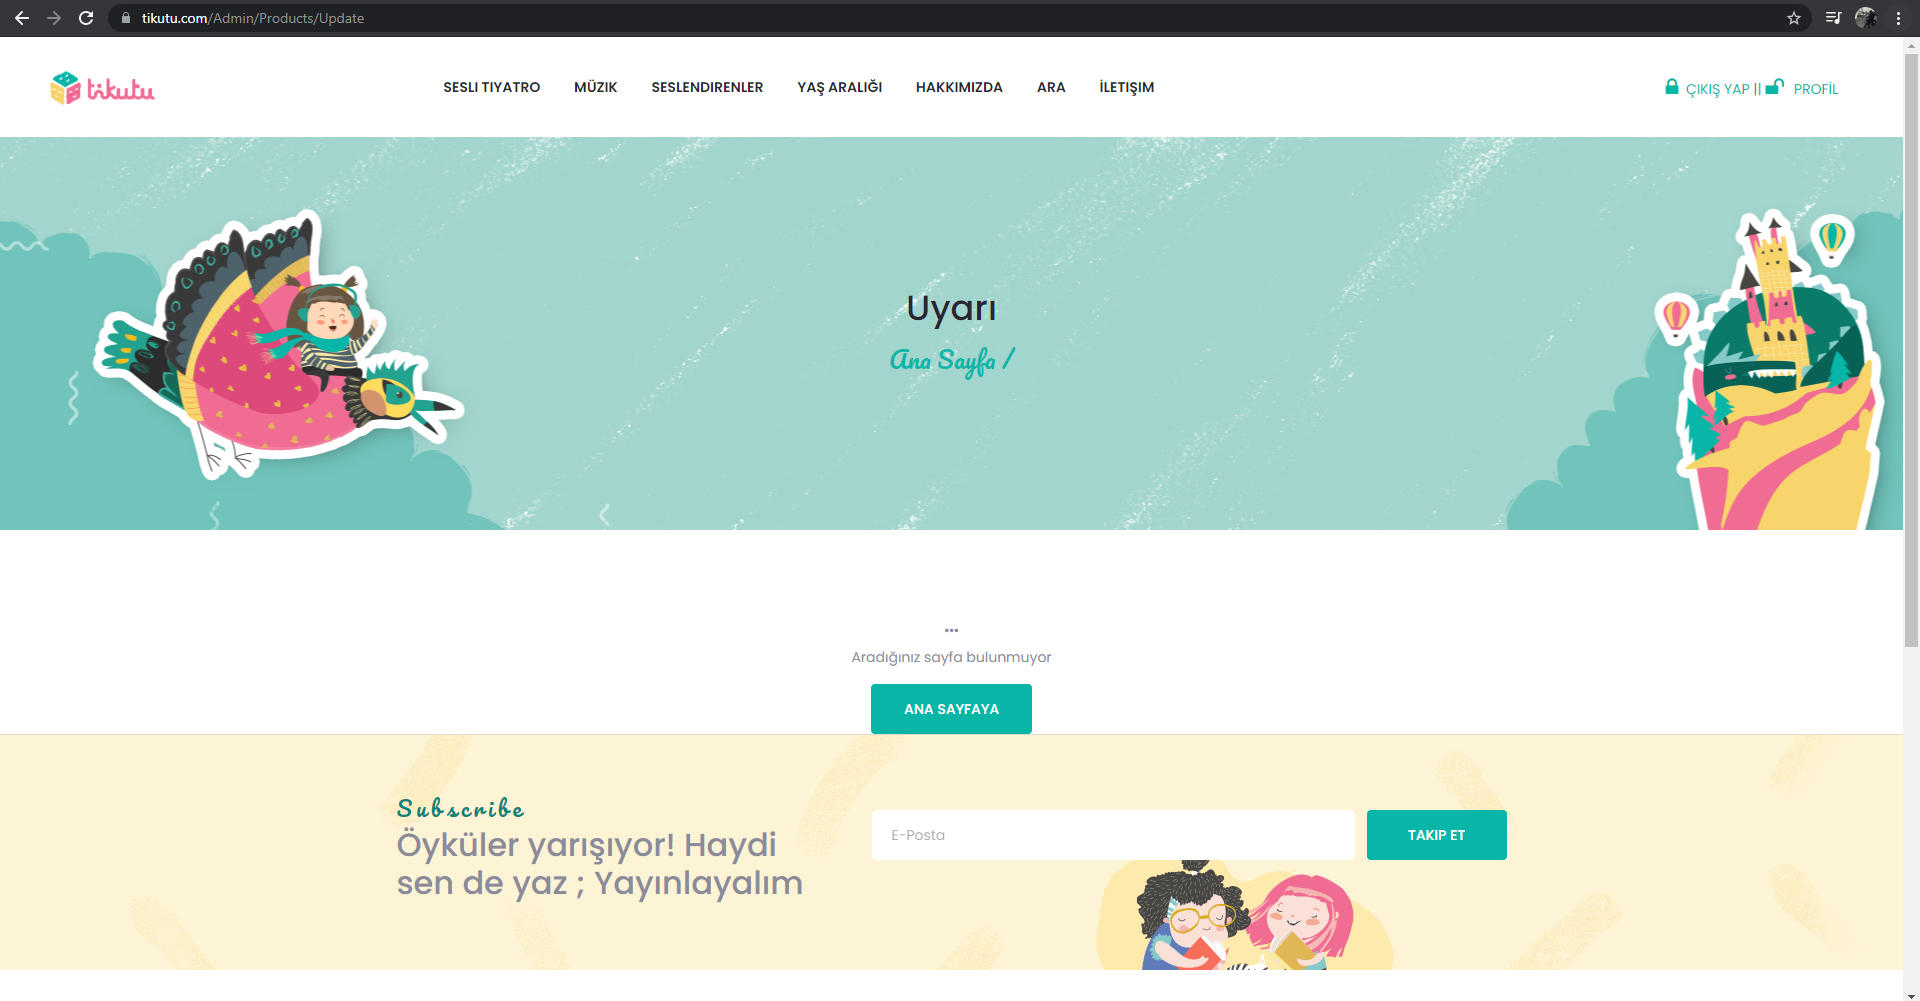 tikutu.com/Admin/Products/Update
tikutu
SESLI TIYATRO MÜZIK SESLENDIRENLER YAŞ ARALIĞI HAKKIMIZDA ARA İLETIŞIM
ÇIKIŞ YAP || PROFİL
Uyarı
Ana Sayfa /
...
Aradığınız sayfa bulunmuyor
ANA SAYFAYA
Subscribe
Öyküler yarışıyor! Haydi
sen de yaz ; Yayınlayalım
E-Posta
TAKIP ET